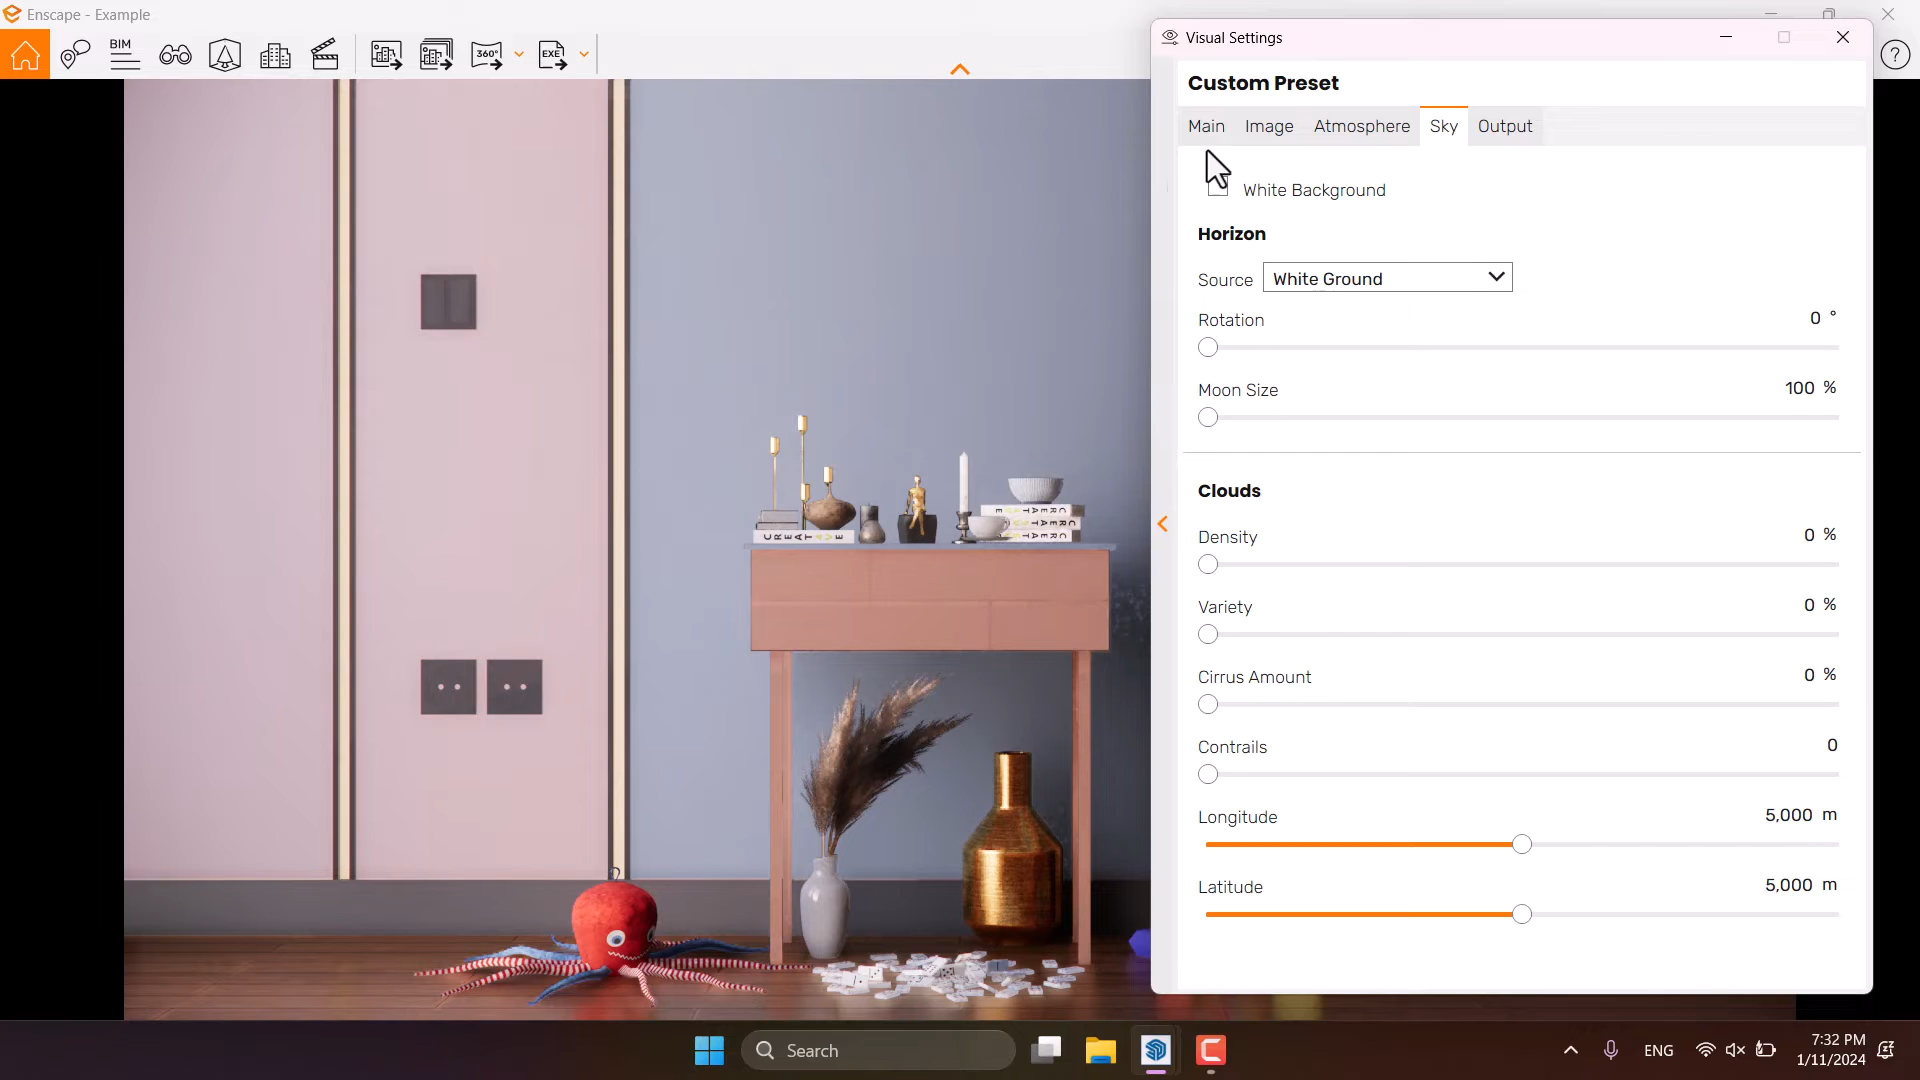 Enscape - Example
BIM
360°
EXE
?
Visual Settings
Custom Preset
Main Image Atmosphere Sky Output
White Background
Horizon
Source White Ground
Rotation 0 °
Moon Size 100 %
Clouds
Density 0 %
Variety 0 %
Cirrus Amount 0 %
Contrails 0
Longitude 5,000 m
Latitude 5,000 m
Search
ENG
7:32 PM
1/11/2024